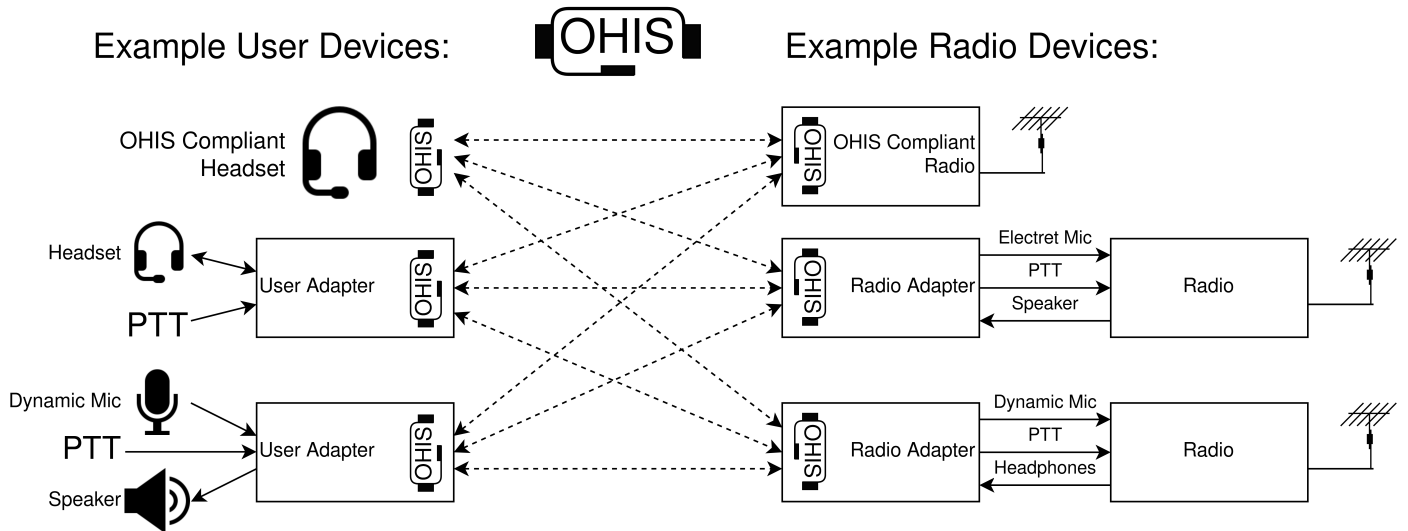 Example User Devices:
OHIS
Example Radio Devices:
OHIS Compliant
Headset
OHIS
OHIS
OHIS Compliant
Radio
Headset
PTT
User Adapter
OHIS
OHIS
Radio Adapter
Electret Mic
PTT
Speaker
Radio
Dynamic Mic
PTT
Speaker
User Adapter
OHIS
OHIS
Radio Adapter
Dynamic Mic
PTT
Headphones
Radio